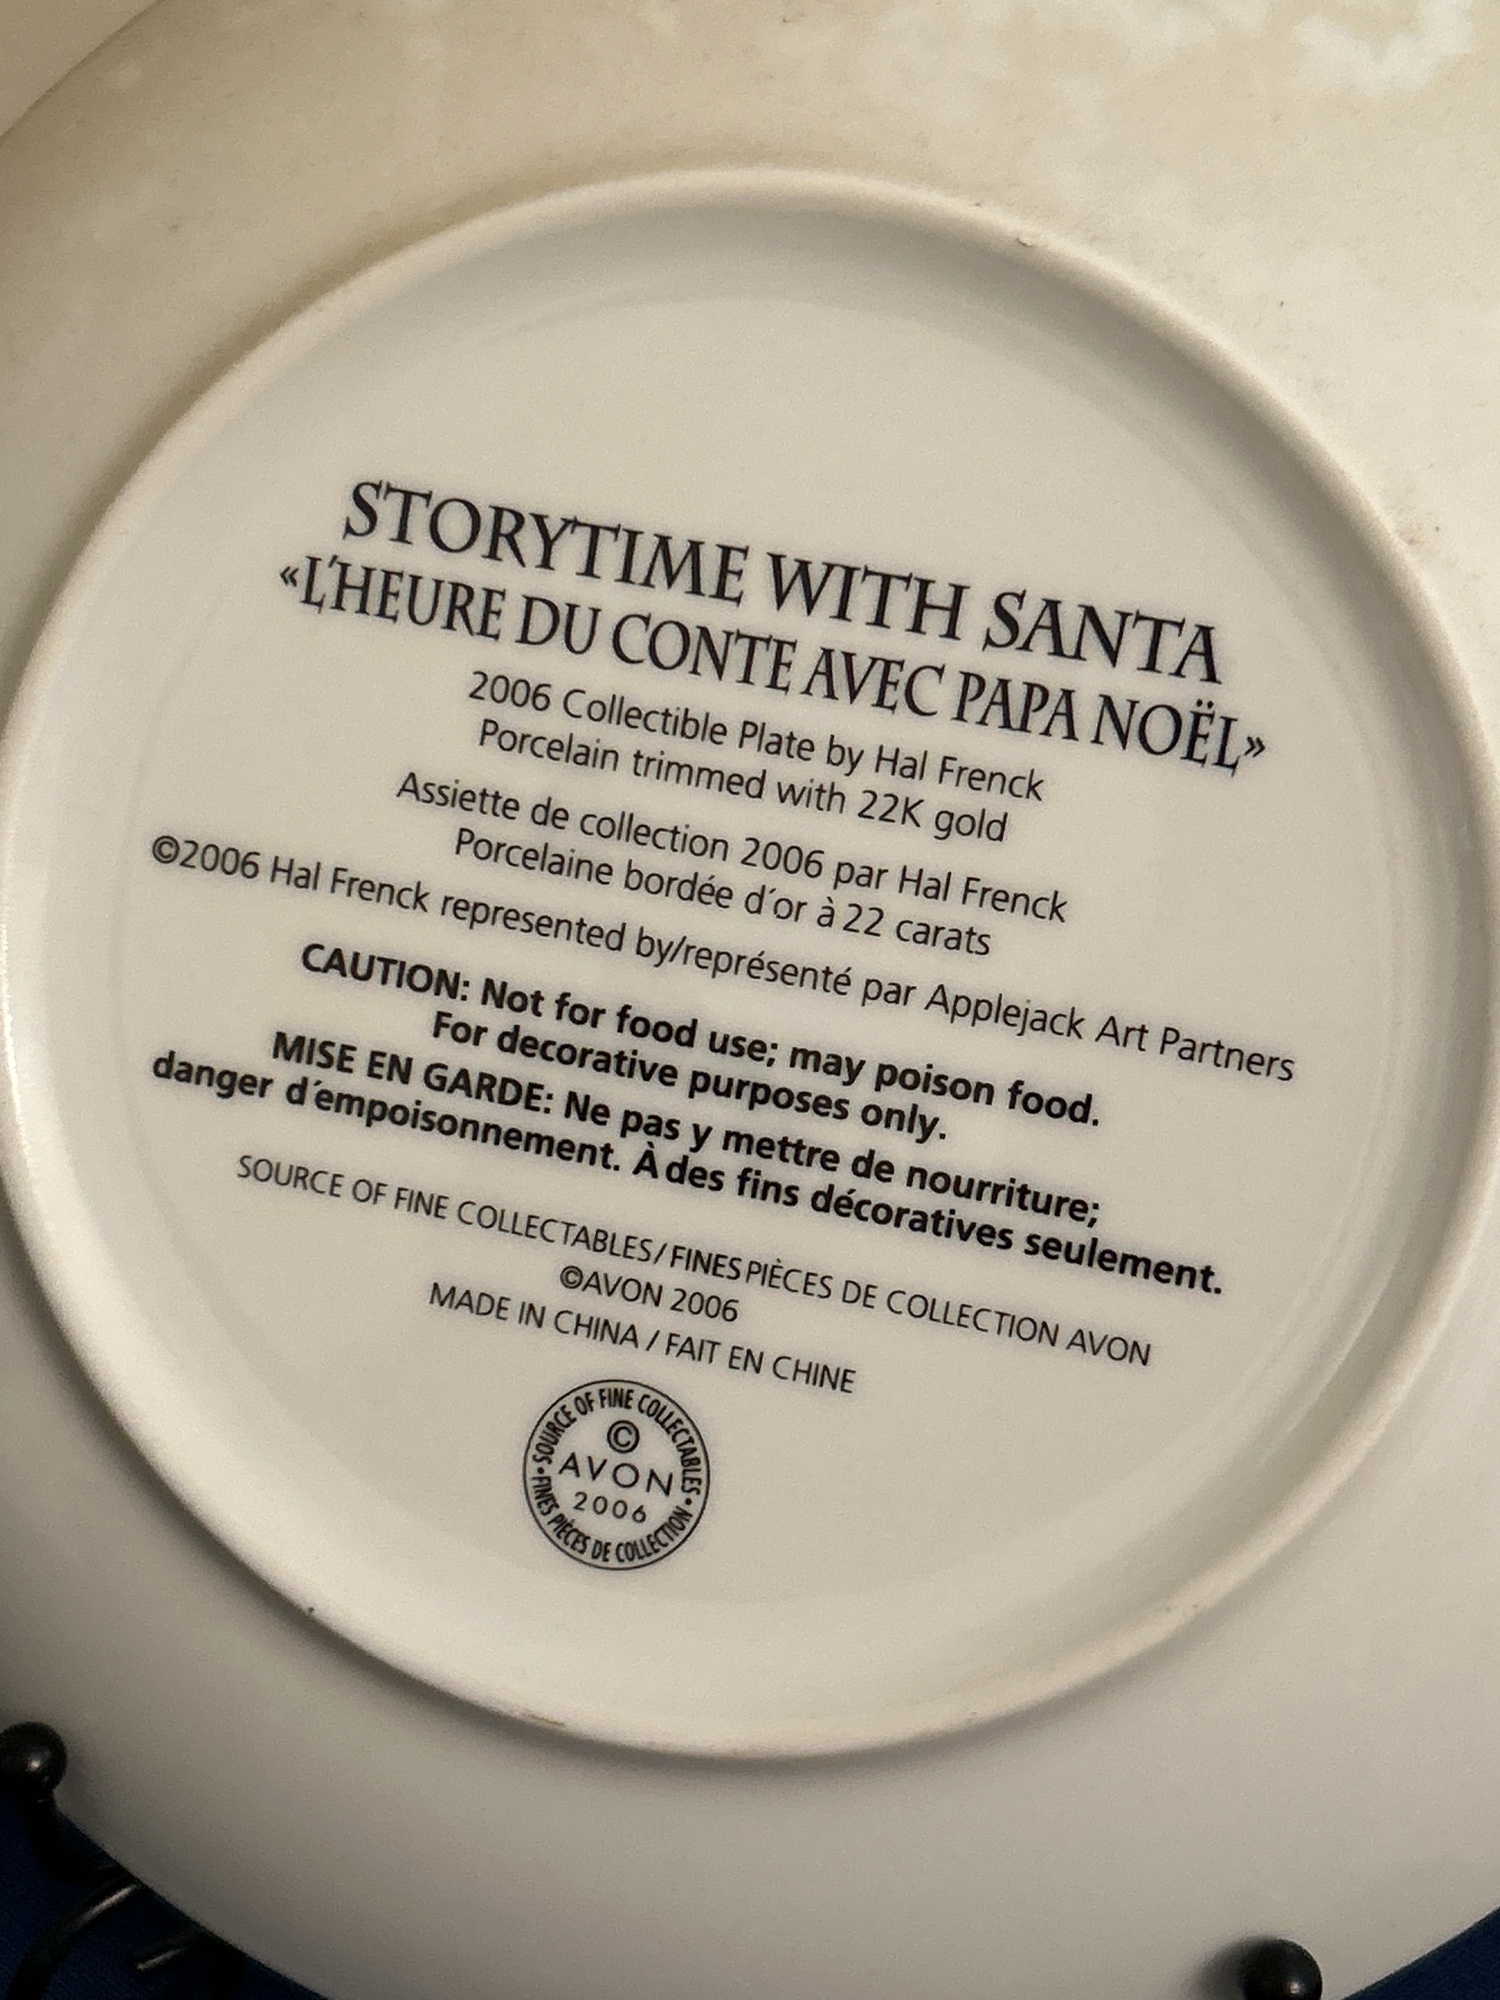 STORYTIME WITH SANTA
«L'HEURE DU CONTE AVEC PAPA NOËL»
2006 Collectible Plate by Hal Frenck
Porcelain trimmed with 22K gold
Assiette de collection 2006 par Hal Frenck
Porcelaine bordée d´or à 22 carats
©2006 Hal Frenck represented by/représenté par Applejack Art Partners
CAUTION: Not for food use; may poison food.
For decorative purposes only.
MISE EN GARDE: Ne pas y mettre de nourriture;
danger d´empoisonnement. À des fins décoratives seulement.
SOURCE OF FINE COLLECTABLES/FINES PIÈCES DE COLLECTION AVON
©AVON 2006
MADE IN CHINA / FAIT EN CHINE
• SOURCE OF FINE COLLECTABLES •
©
AVON
2006
FINES PIÈCES DE COLLECTION